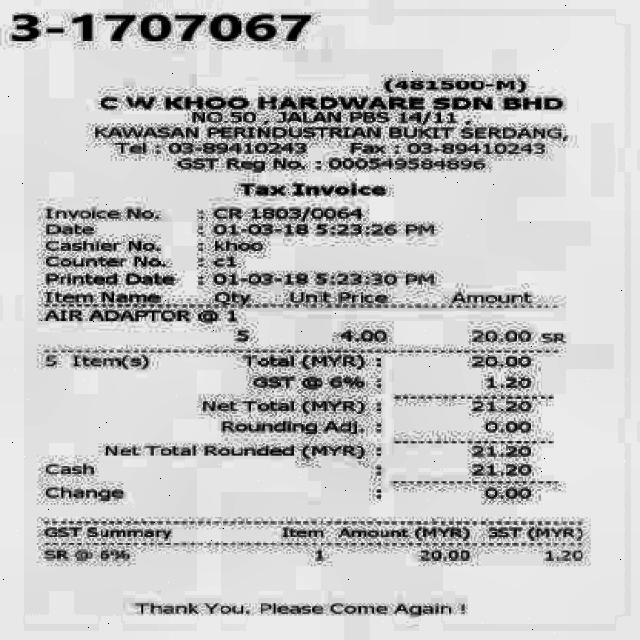 3-1707067
(481500-M)
C W KHOO HARDWARE SDN BHD
NO.50 , JALAN PBS 14/11 ,
KAWASAN PERINDUSTRIAN BUKIT SERDANG,
Tel : 03-89410243 Fax : 03-89410243
GST Reg No. : 000549584896
Tax Invoice
Invoice No. : CR 1803/0064
Date : 01-03-18 5:23:26 PM
Cashier No. : khoo
Counter No. : c1
Printed Date : 01-03-18 5:23:30 PM
Item Name Qty Unit Price Amount
AIR ADAPTOR @ 1
5 4.00 20.00 SR
5 Item(s) Total (MYR) : 20.00
GST @ 6% : 1.20
Net Total (MYR) : 21.20
Rounding Adj. : 0.00
Net Total Rounded (MYR) : 21.20
Cash : 21.20
Change : 0.00
GST Summary Item Amount (MYR) 3ST (MYR)
SR @ 6% 1 20.00 1.20
Thank You, Please Come Again !